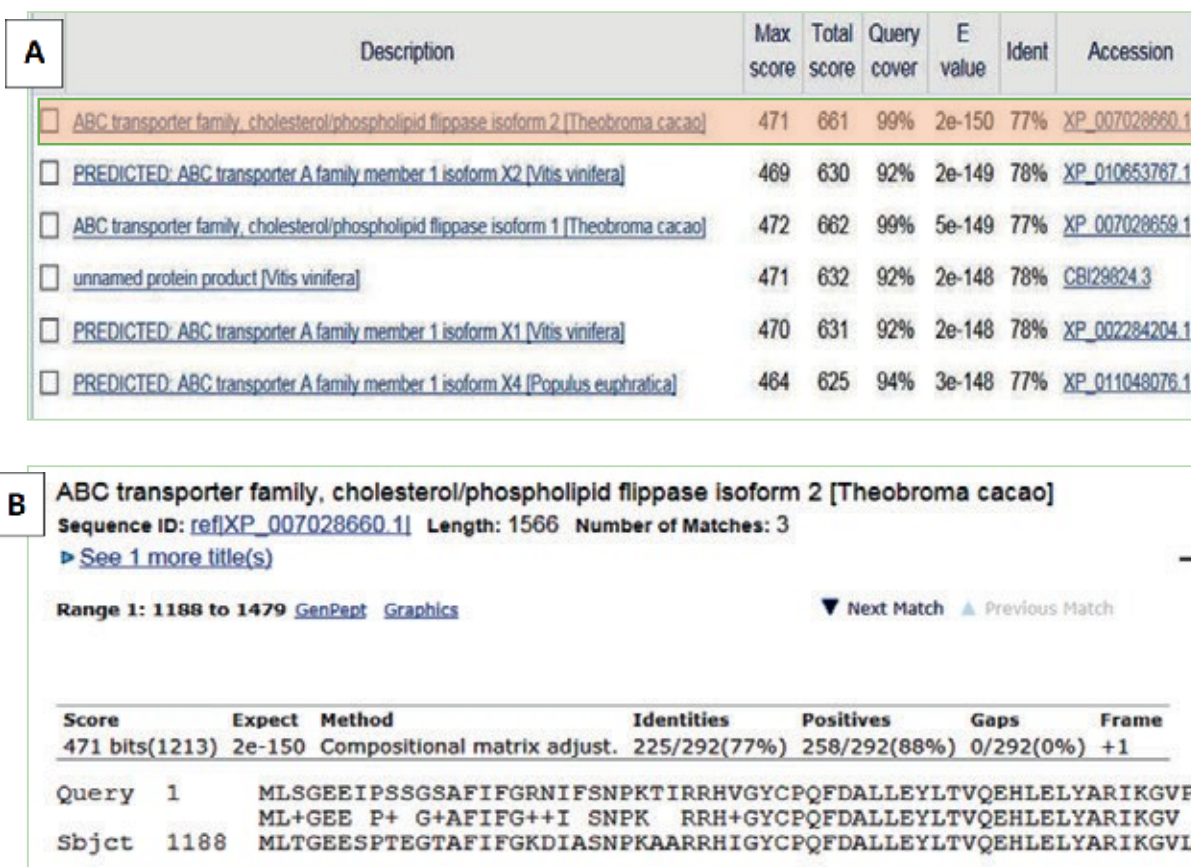 A
Description Max score Total score Query cover E value Ident Accession
ABC transporter family, cholesterol/phospholipid flippase isoform 2 [Theobroma cacao] 471 661 99% 2e-150 77% XP_007028660.1
PREDICTED: ABC transporter A family member 1 isoform X2 [Vitis vinifera] 469 630 92% 2e-149 78% XP_010653767.1
ABC transporter family, cholesterol/phospholipid flippase isoform 1 [Theobroma cacao] 472 662 99% 5e-149 77% XP_007028659.1
unnamed protein product [Vitis vinifera] 471 632 92% 2e-148 78% CBI29824.3
PREDICTED: ABC transporter A family member 1 isoform X1 [Vitis vinifera] 470 631 92% 2e-148 78% XP_002284204.1
PREDICTED: ABC transporter A family member 1 isoform X4 [Populus euphratica] 464 625 94% 3e-148 77% XP_011048076.1
B
ABC transporter family, cholesterol/phospholipid flippase isoform 2 [Theobroma cacao]
Sequence ID: ref|XP_007028660.1| Length: 1566 Number of Matches: 3
See 1 more title(s)
Range 1: 1188 to 1479 GenPept Graphics Next Match Previous Match
Score Expect Method Identities Positives Gaps Frame
471 bits(1213) 2e-150 Compositional matrix adjust. 225/292(77%) 258/292(88%) 0/292(0%) +1
Query 1 MLSGEEIPSSGSAFIFGRNIFSNPKTIRRHVGYCPQFDALLEYLTVQEHLELYARIKGVP
ML+GEE P+ G+AFIFG++I SNPK RRH+GYCPQFDALLEYLTVQEHLELYARIKGV
Sbjct 1188 MLTGEESPTEGTAFIFGKDIASNPKAARRHIGYCPQFDALLEYLTVQEHLELYARIKGVL